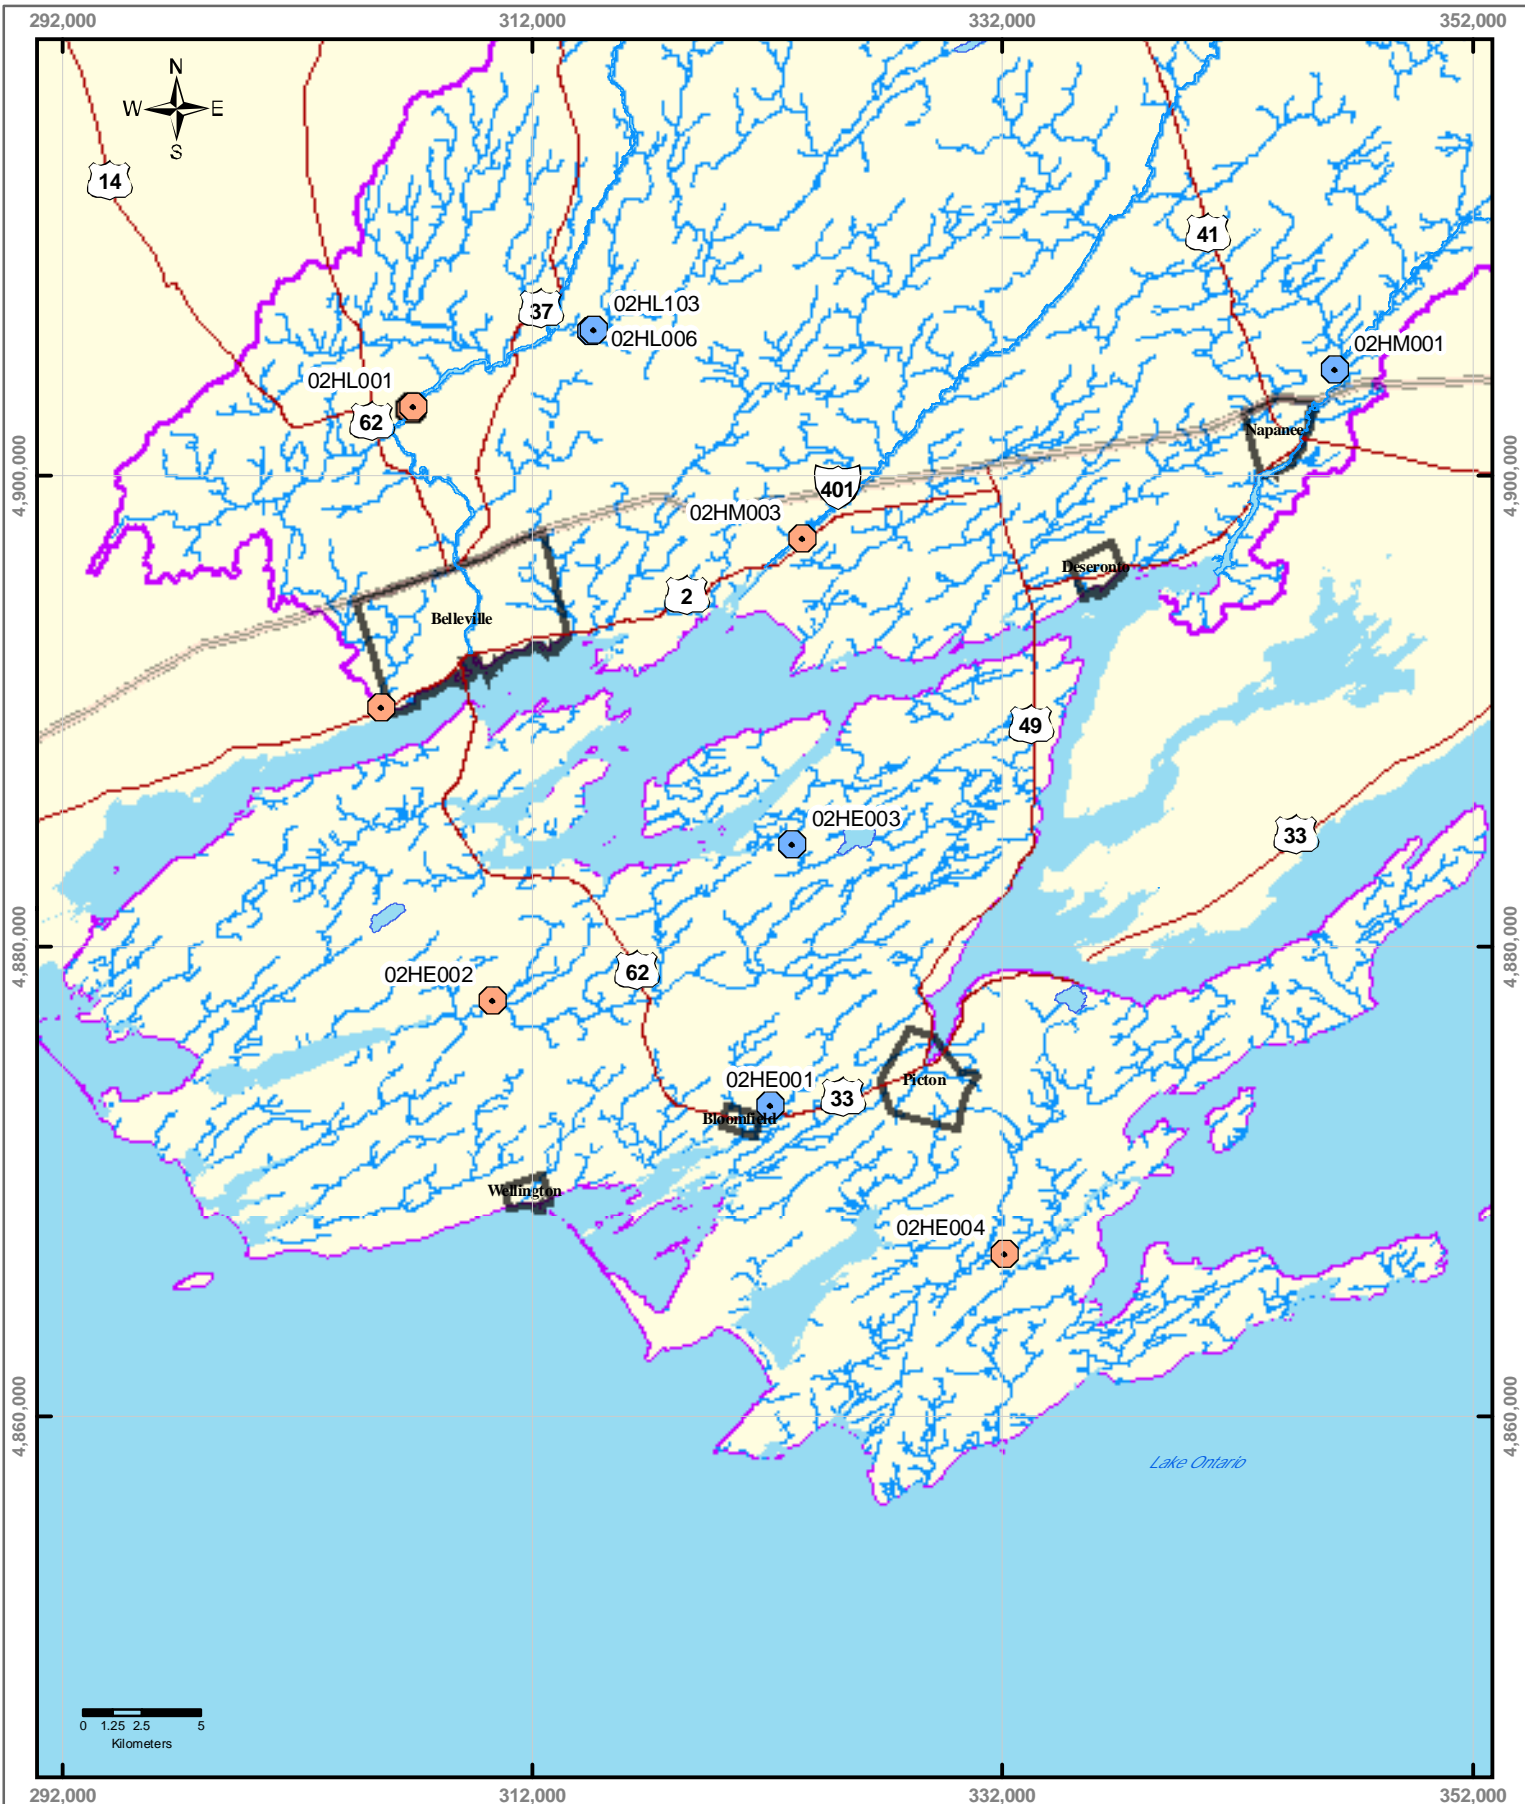 292,000
312,000
332,000
352,000
N
W E
S
14
41
37
02HL103
02HL006
02HM001
02HL001
62
Napanee
4,900,000
4,900,000
401
02HM003
Deseronto
2
Belleville
49
02HE003
33
4,880,000
4,880,000
62
02HE002
02HE001
Picton
33
Bloomfield
Wellington
02HE004
4,860,000
4,860,000
Lake Ontario
0 1.25 2.5 5
Kilometers
292,000
312,000
332,000
352,000